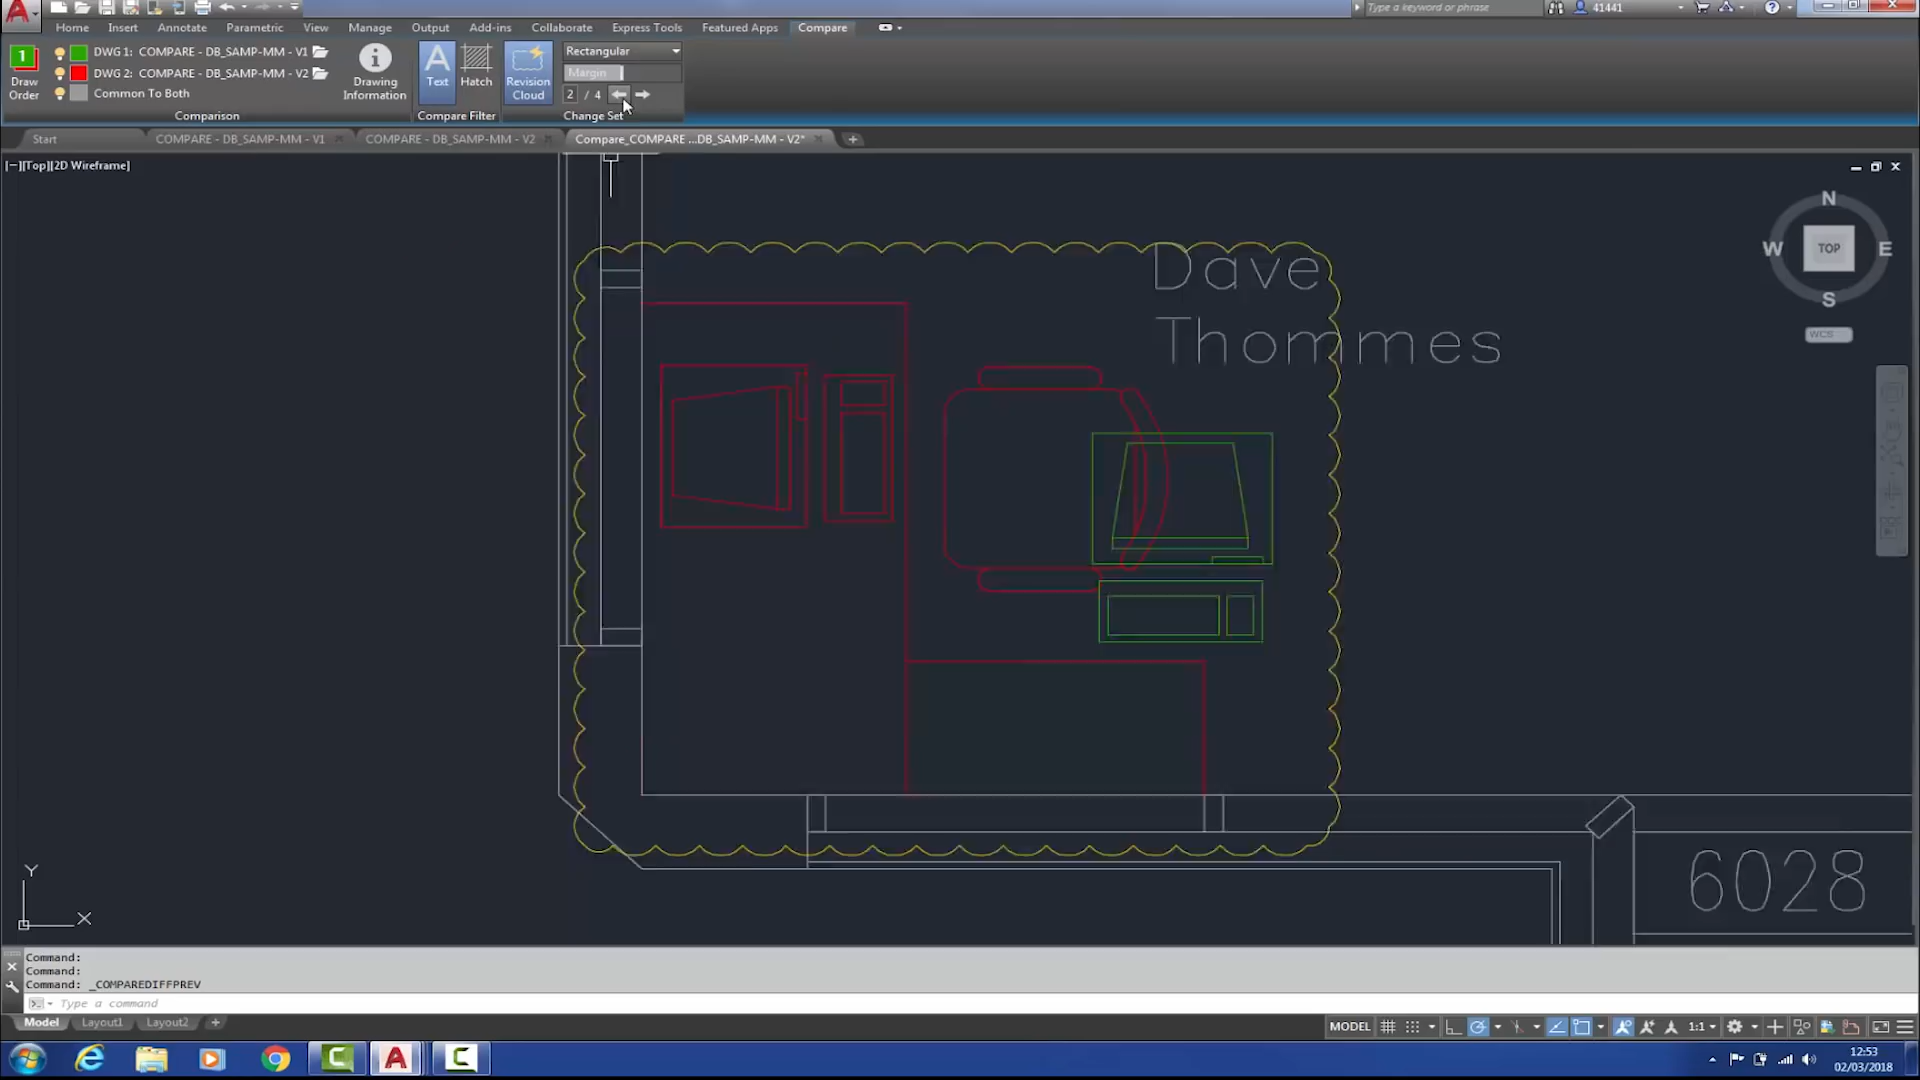 Type a keyword or phrase
41441
Home Insert Annotate Parametric View Manage Output Add-ins Collaborate Express Tools Featured Apps Compare
1 DWG 1: COMPARE - DB_SAMP-MM - V1
DWG 2: COMPARE - DB_SAMP-MM - V2
Common To Both
Draw Order
Drawing Information
Text
Hatch
Revision Cloud
Rectangular
Margin
2 / 4
Comparison
Compare Filter
Change Set
Start
COMPARE - DB_SAMP-MM - V1
COMPARE - DB_SAMP-MM - V2
Compare_COMPARE ...DB_SAMP-MM - V2*
[−][Top][2D Wireframe]
N
W TOP E
S
WCS
Dave
Thommes
6028
Y
X
Command:
Command:
Command: _COMPAREDIFFPREV
Type a command
Model Layout1 Layout2 +
MODEL 1:1
12:53
02/03/2018